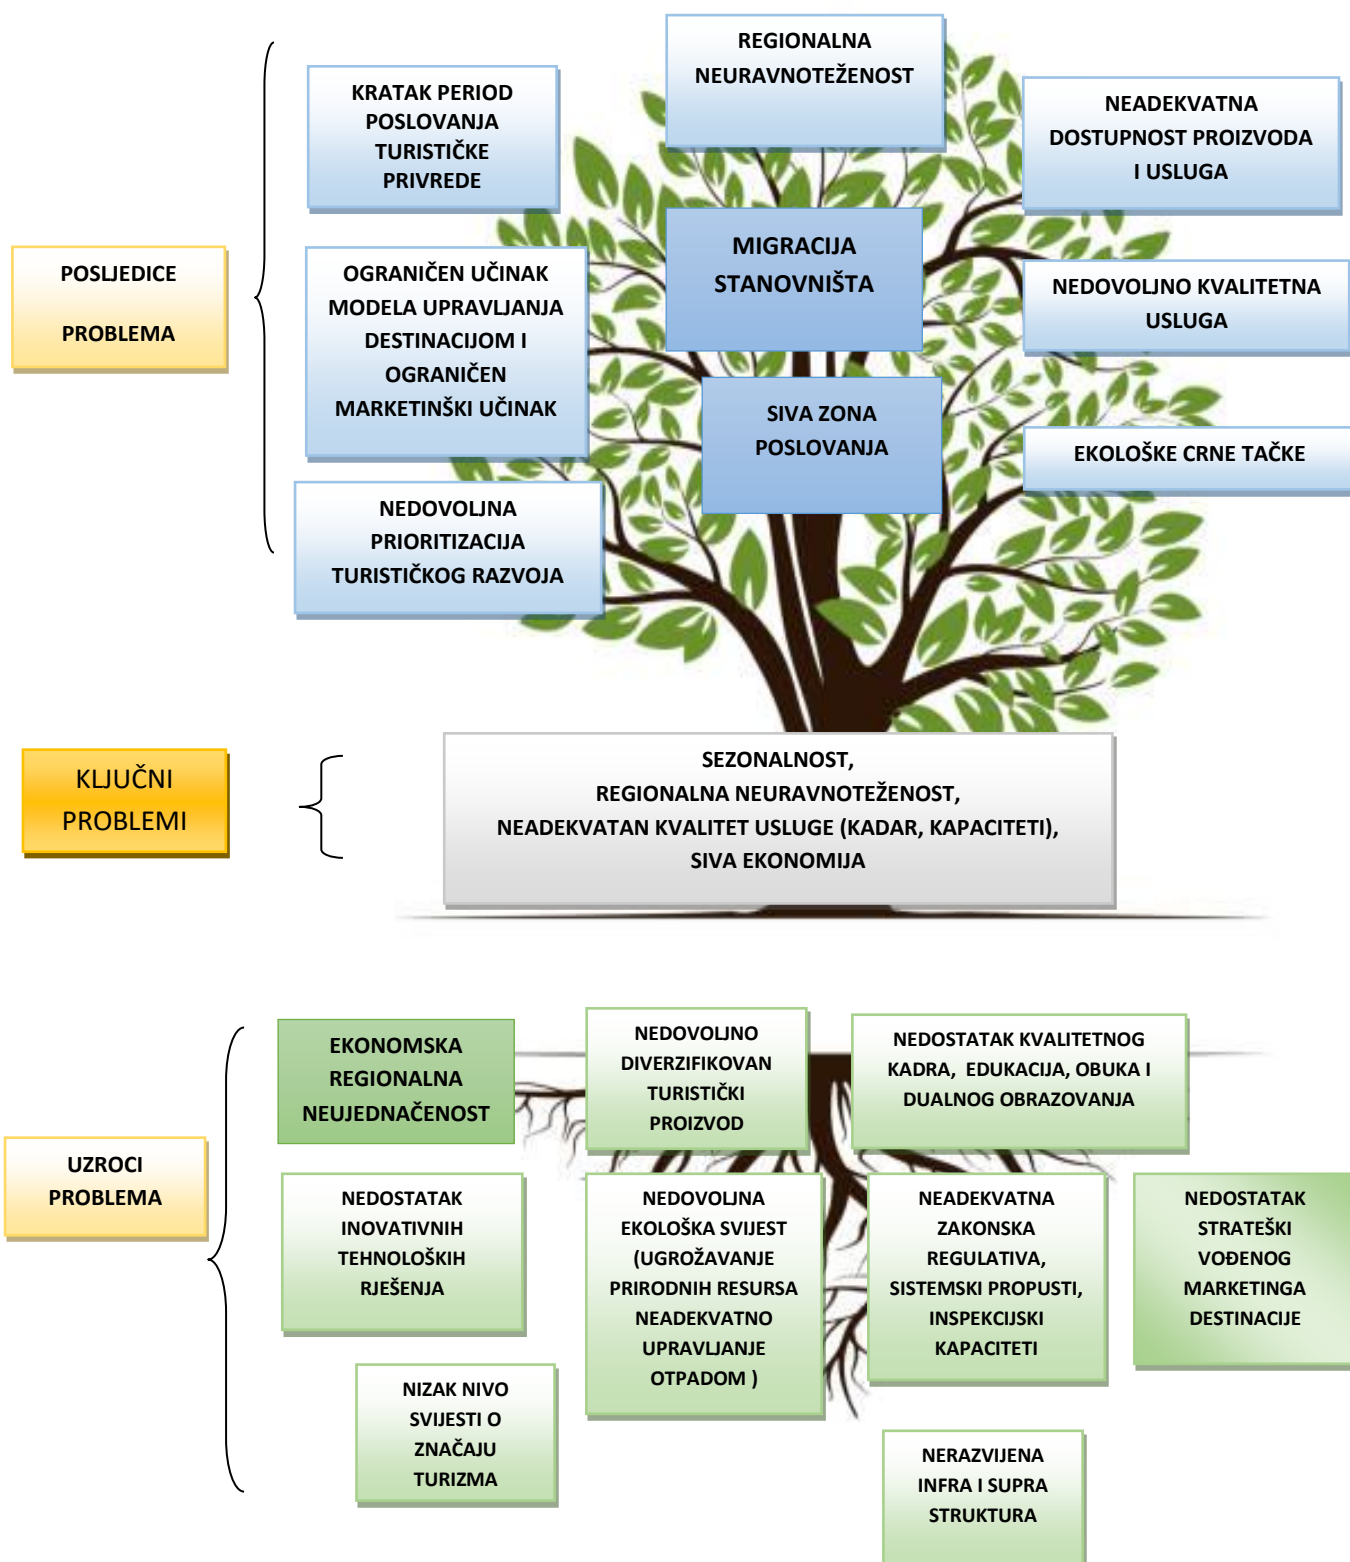 REGIONALNA
NEURAVNOTEŽENOST
KRATAK PERIOD
POSLOVANJA
TURISTIČKE
PRIVREDE
NEADEKVATNA
DOSTUPNOST PROIZVODA
I USLUGA
POSLJEDICE
PROBLEMA
OGRANIČEN UČINAK
MODELA UPRAVLJANJA
DESTINACIJOM I
OGRANIČEN
MARKETINŠKI UČINAK
MIGRACIJA
STANOVNIŠTA
NEDOVOLJNO KVALITETNA
USLUGA
SIVA ZONA
POSLOVANJA
EKOLOŠKE CRNE TAČKE
NEDOVOLJNA
PRIORITIZACIJA
TURISTIČKOG RAZVOJA
KLJUČNI
PROBLEMI
SEZONALNOST,
REGIONALNA NEURAVNOTEŽENOST,
NEADEKVATAN KVALITET USLUGE (KADAR, KAPACITETI),
SIVA EKONOMIJA
UZROCI
PROBLEMA
EKONOMSKA
REGIONALNA
NEUJEDNAČENOST
NEDOVOLJNO
DIVERZIFIKOVAN
TURISTIČKI
PROIZVOD
NEDOSTATAK KVALITETNOG
KADRA, EDUKACIJA, OBUKA I
DUALNOG OBRAZOVANJA
NEDOSTATAK
INOVATIVNIH
TEHNOLOŠKIH
RJEŠENJA
NEDOVOLJNA
EKOLOŠKA SVIJEST
(UGROŽAVANJE
PRIRODNIH RESURSA
NEADEKVATNO
UPRAVLJANJE
OTPADOM )
NEADEKVATNA
ZAKONSKA
REGULATIVA,
SISTEMSKI PROPUSTI,
INSPEKCIJSKI
KAPACITETI
NEDOSTATAK
STRATEŠKI
VOĐENOG
MARKETINGA
DESTINACIJE
NIZAK NIVO
SVIJESTI O
ZNAČAJU
TURIZMA
NERAZVIJENA
INFRA I SUPRA
STRUKTURA